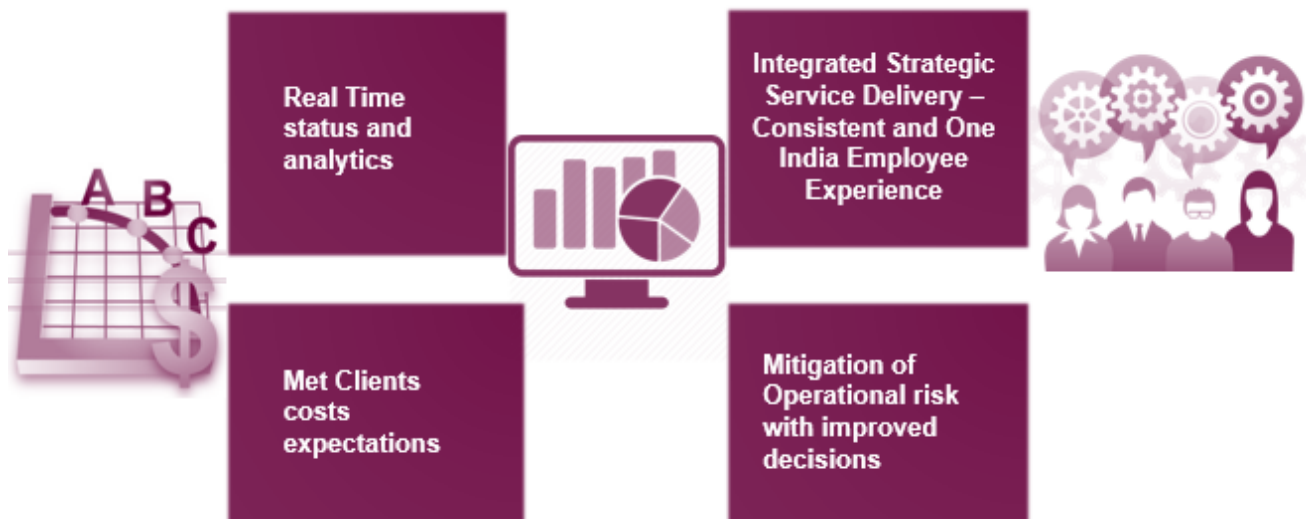 Real Time
status and
analytics
Integrated Strategic
Service Delivery –
Consistent and One
India Employee
Experience
A
B
C
$
Met Clients
costs
expectations
Mitigation of
Operational risk
with improved
decisions